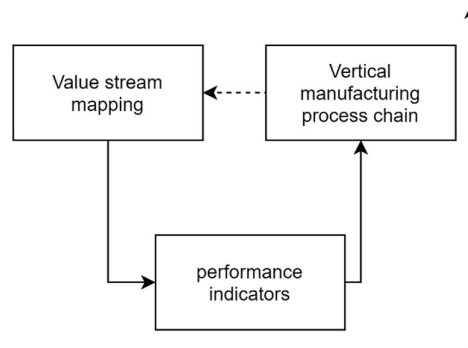 Value stream
mapping
Vertical
manufacturing
process chain
performance
indicators